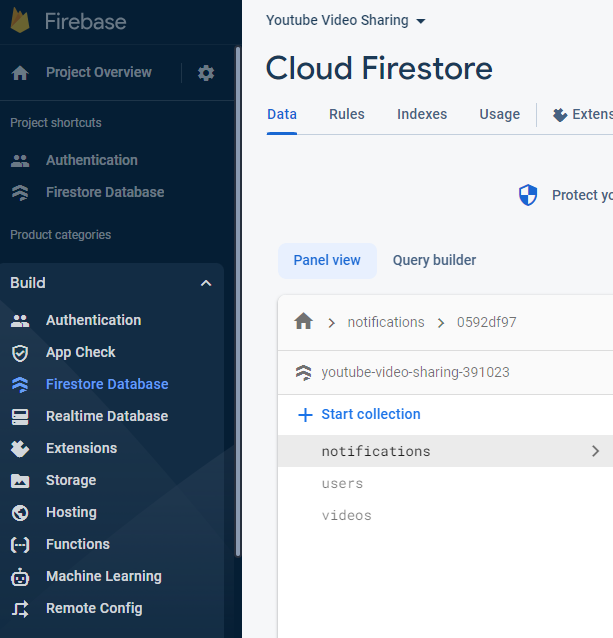 Firebase
Project Overview
Project shortcuts
Authentication
Firestore Database
Product categories
Build
Authentication
App Check
Firestore Database
Realtime Database
Extensions
Storage
Hosting
Functions
Machine Learning
Remote Config
Youtube Video Sharing
Cloud Firestore
Data Rules Indexes Usage Extens
Protect yo
Panel view Query builder
notifications 0592df97
youtube-video-sharing-391023
Start collection
notifications
users
videos